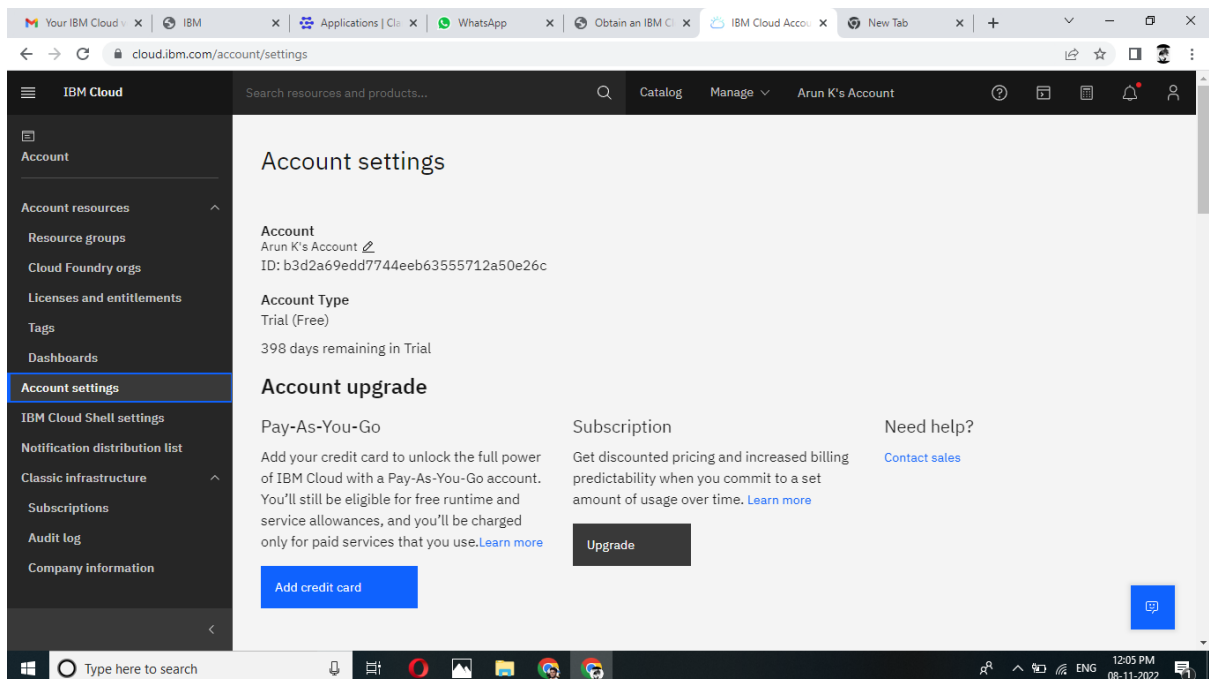 Your IBM Cloud
IBM
Applications | Cla
WhatsApp
Obtain an IBM Cl
IBM Cloud Accou
New Tab
cloud.ibm.com/account/settings
IBM Cloud
Search resources and products...
Catalog
Manage
Arun K's Account
Account
Account resources
Resource groups
Cloud Foundry orgs
Licenses and entitlements
Tags
Dashboards
Account settings
IBM Cloud Shell settings
Notification distribution list
Classic infrastructure
Subscriptions
Audit log
Company information
Account settings
Account
Arun K's Account
ID: b3d2a69edd7744eeb63555712a50e26c
Account Type
Trial (Free)
398 days remaining in Trial
Account upgrade
Pay-As-You-Go
Add your credit card to unlock the full power
of IBM Cloud with a Pay-As-You-Go account.
You'll still be eligible for free runtime and
service allowances, and you'll be charged
only for paid services that you use.Learn more
Add credit card
Subscription
Get discounted pricing and increased billing
predictability when you commit to a set
amount of usage over time. Learn more
Upgrade
Need help?
Contact sales
Type here to search
ENG
12:05 PM
08-11-2022
1